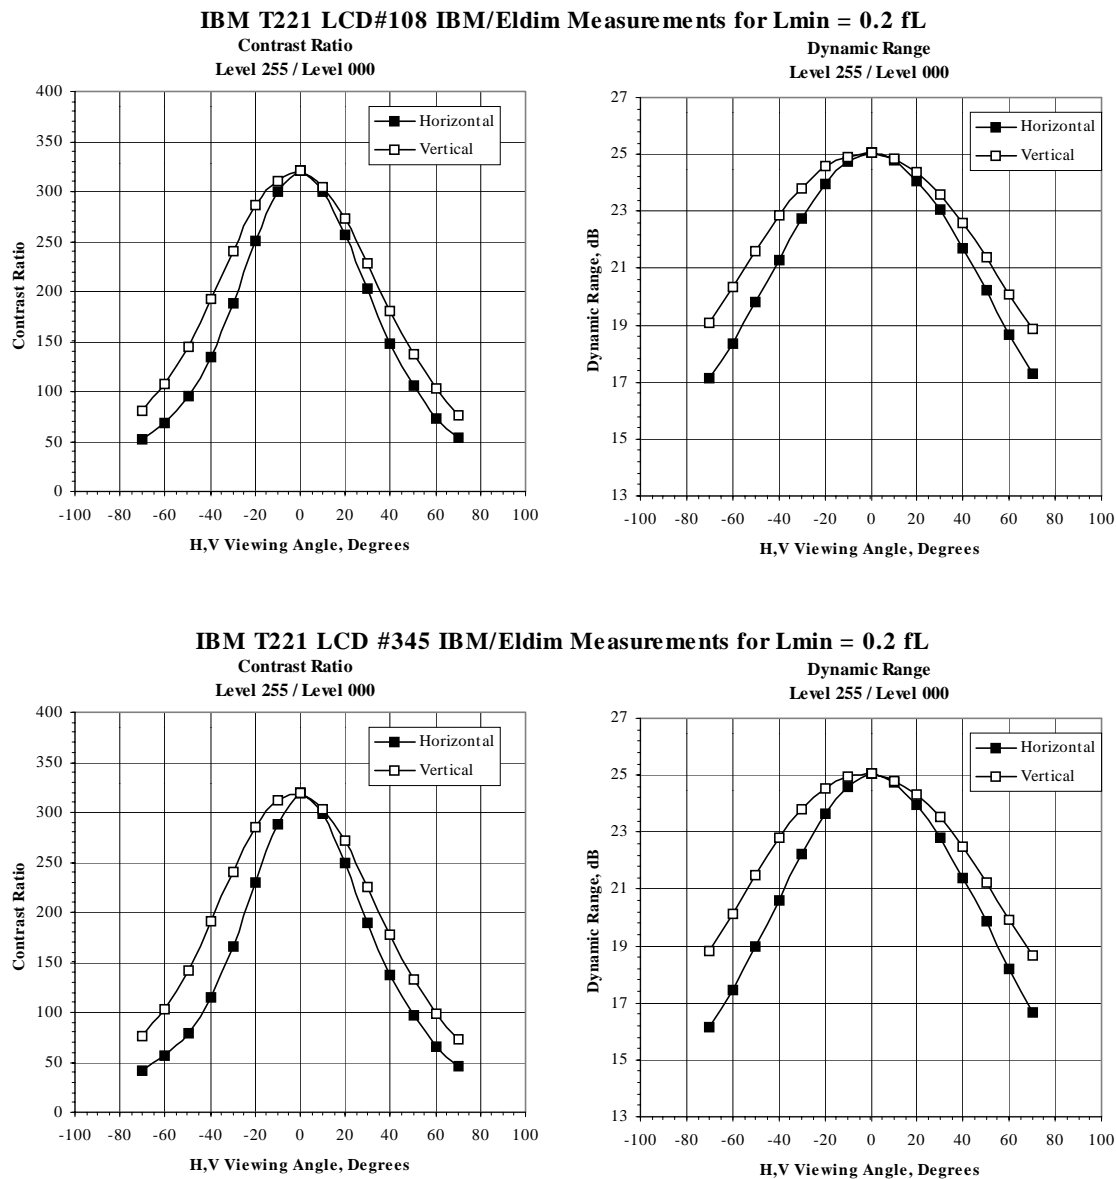 IBM T221 LCD#108 IBM/Eldim Measurements for Lmin = 0.2 fL
Contrast Ratio
Level 255 / Level 000
400
350
300
250
200
150
100
50
0
Contrast Ratio
-100 -80 -60 -40 -20 0 20 40 60 80 100
H,V Viewing Angle, Degrees
Horizontal
Vertical
Dynamic Range
Level 255 / Level 000
27
25
23
21
19
17
15
13
Dynamic Range, dB
-100 -80 -60 -40 -20 0 20 40 60 80 100
H,V Viewing Angle, Degrees
Horizontal
Vertical
IBM T221 LCD #345 IBM/Eldim Measurements for Lmin = 0.2 fL
Contrast Ratio
Level 255 / Level 000
400
350
300
250
200
150
100
50
0
Contrast Ratio
-100 -80 -60 -40 -20 0 20 40 60 80 100
H,V Viewing Angle, Degrees
Horizontal
Vertical
Dynamic Range
Level 255 / Level 000
27
25
23
21
19
17
15
13
Dynamic Range, dB
-100 -80 -60 -40 -20 0 20 40 60 80 100
H,V Viewing Angle, Degrees
Horizontal
Vertical